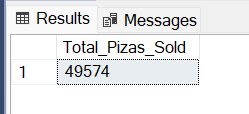 Results Messages
Total_Pizas_Sold
1 49574